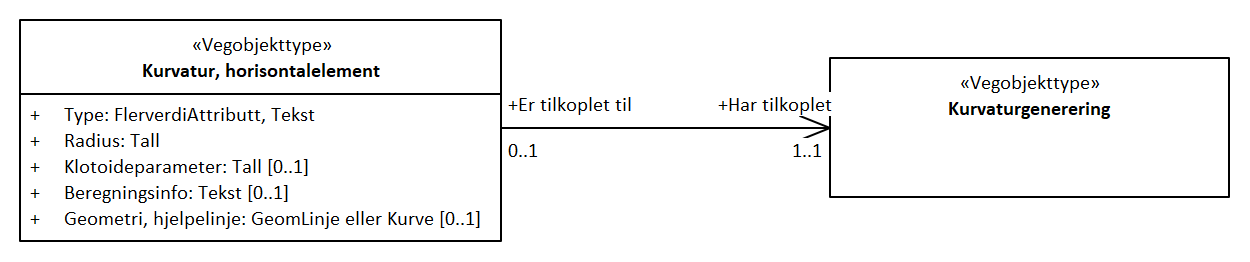 «Vegobjekttype»
Kurvatur, horisontalelement
+ Type: FlerverdiAttributt, Tekst
+ Radius: Tall
+ Klotoideparameter: Tall [0..1]
+ Beregningsinfo: Tekst [0..1]
+ Geometri, hjelpelinje: GeomLinje eller Kurve [0..1]
+Er tilkoplet til
0..1
+Har tilkoplet
1..1
«Vegobjekttype»
Kurvaturgenerering